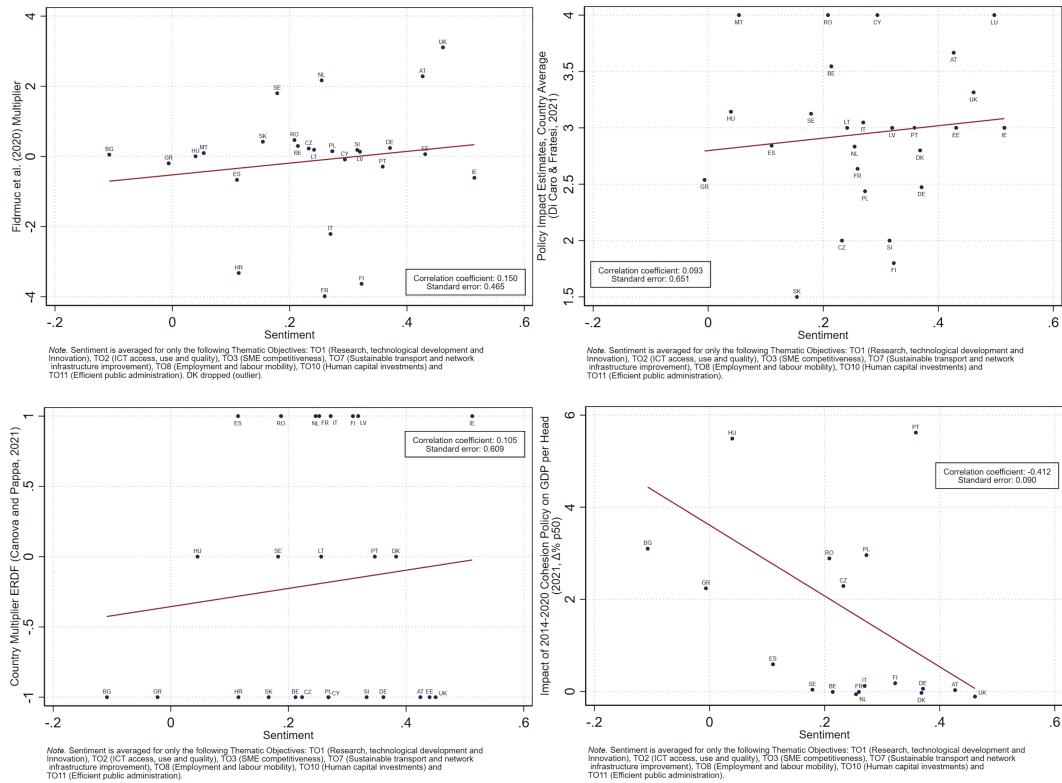 Fidrmuc et al. (2020) Multiplier
4
2
0
-2
-4
UK
AT
NL
SE
RO
SK
BE
CZ
LT
PL
CY
SI
LV
DE
EE
PT
IE
BG
GR
HU
MT
ES
IT
HR
FI
FR
Correlation coefficient: 0.150
Standard error: 0.465
-.2
0
.2
.4
.6
Sentiment
Note. Sentiment is averaged for only the following Thematic Objectives: TO1 (Research, technological development and
Innovation), TO2 (ICT access, use and quality), TO3 (SME competitiveness), TO7 (Sustainable transport and network
infrastructure improvement), TO8 (Employment and labour mobility), TO10 (Human capital investments) and
TO11 (Efficient public administration). DK dropped (outlier).
Policy Impact Estimates, Country Average
(Di Caro & Fratesi, 2021)
4
3.5
3
2.5
2
1.5
MT
RO
CY
LU
AT
BE
UK
HU
SE
LT
IT
LV
PT
EE
IE
ES
NL
DK
FR
GR
PL
DE
CZ
SI
FI
SK
Correlation coefficient: 0.093
Standard error: 0.651
-.2
0
.2
.4
.6
Sentiment
Note. Sentiment is averaged for only the following Thematic Objectives: TO1 (Research, technological development and
Innovation), TO2 (ICT access, use and quality), TO3 (SME competitiveness), TO7 (Sustainable transport and network
infrastructure improvement), TO8 (Employment and labour mobility), TO10 (Human capital investments) and
TO11 (Efficient public administration).
Country Multiplier ERDF (Canova and Pappa, 2021)
1
.5
0
-.5
-1
ES
RO
NL
FR
IT
FI
LV
IE
Correlation coefficient: 0.105
Standard error: 0.609
HU
SE
LT
PT
DK
BG
GR
HR
SK
BE
CZ
PL
CY
SI
DE
AT
EE
UK
-.2
0
.2
.4
.6
Sentiment
Note. Sentiment is averaged for only the following Thematic Objectives: TO1 (Research, technological development and
Innovation), TO2 (ICT access, use and quality), TO3 (SME competitiveness), TO7 (Sustainable transport and network
infrastructure improvement), TO8 (Employment and labour mobility), TO10 (Human capital investments) and
TO11 (Efficient public administration).
Impact of 2014-2020 Cohesion Policy on GDP per Head
(2021, Δ% p50)
6
4
2
0
HU
PT
Correlation coefficient: -0.412
Standard error: 0.090
BG
RO
PL
GR
CZ
ES
SE
BE
FR
IT
NL
FI
DE
DK
AT
UK
-.2
0
.2
.4
.6
Sentiment
Note. Sentiment is averaged for only the following Thematic Objectives: TO1 (Research, technological development and
Innovation), TO2 (ICT access, use and quality), TO3 (SME competitiveness), TO7 (Sustainable transport and network
infrastructure improvement), TO8 (Employment and labour mobility), TO10 (Human capital investments) and
TO11 (Efficient public administration).